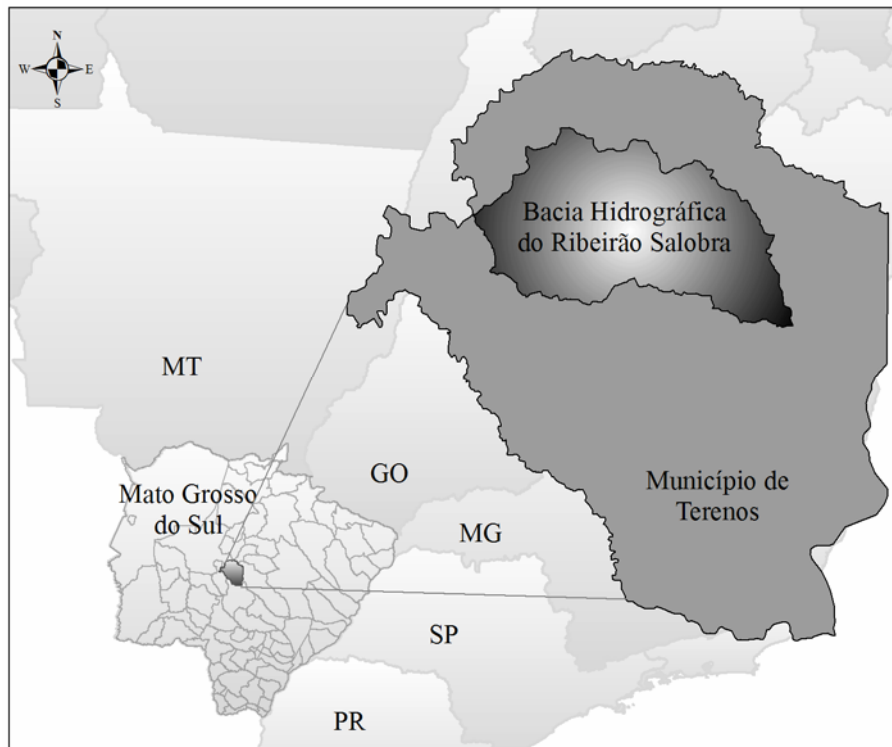 N
W E
S
Bacia Hidrográfica
do Ribeirão Salobra
MT
GO
Mato Grosso
do Sul
Município de
Terenos
MG
SP
PR